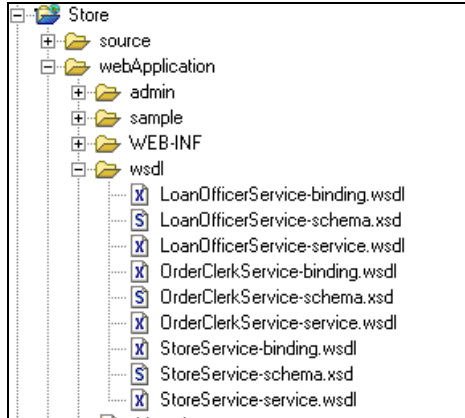 Store
source
webApplication
admin
sample
WEB-INF
wsdl
LoanOfficerService-binding.wsdl
LoanOfficerService-schema.xsd
LoanOfficerService-service.wsdl
OrderClerkService-binding.wsdl
OrderClerkService-schema.xsd
OrderClerkService-service.wsdl
StoreService-binding.wsdl
StoreService-schema.xsd
StoreService-service.wsdl